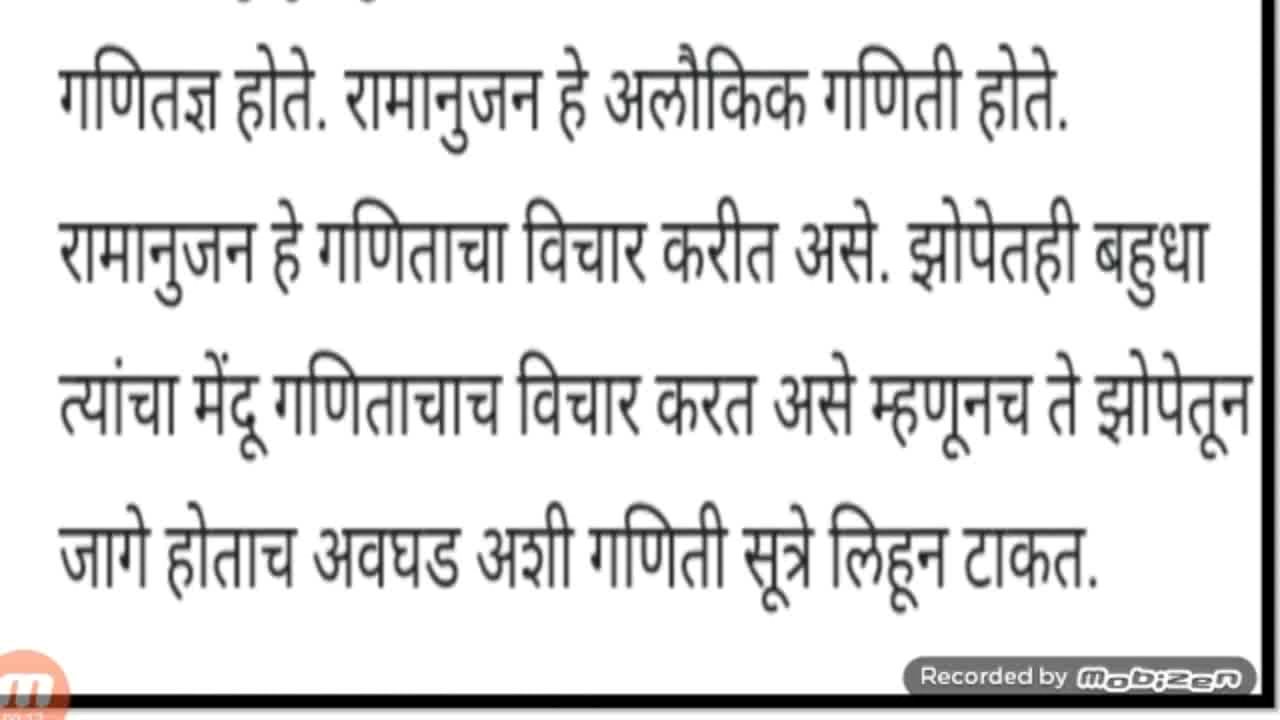 गणितज्ञ होते. रामानुजन हे अलौकिक गणिती होते.
रामानुजन हे गणिताचा विचार करीत असे. झोपेतही बहुधा
त्यांचा मेंदू गणिताचाच विचार करत असे म्हणूनच ते झोपेतून
जागे होताच अवघड अशी गणिती सूत्रे लिहून टाकत.
Recorded by mobizen